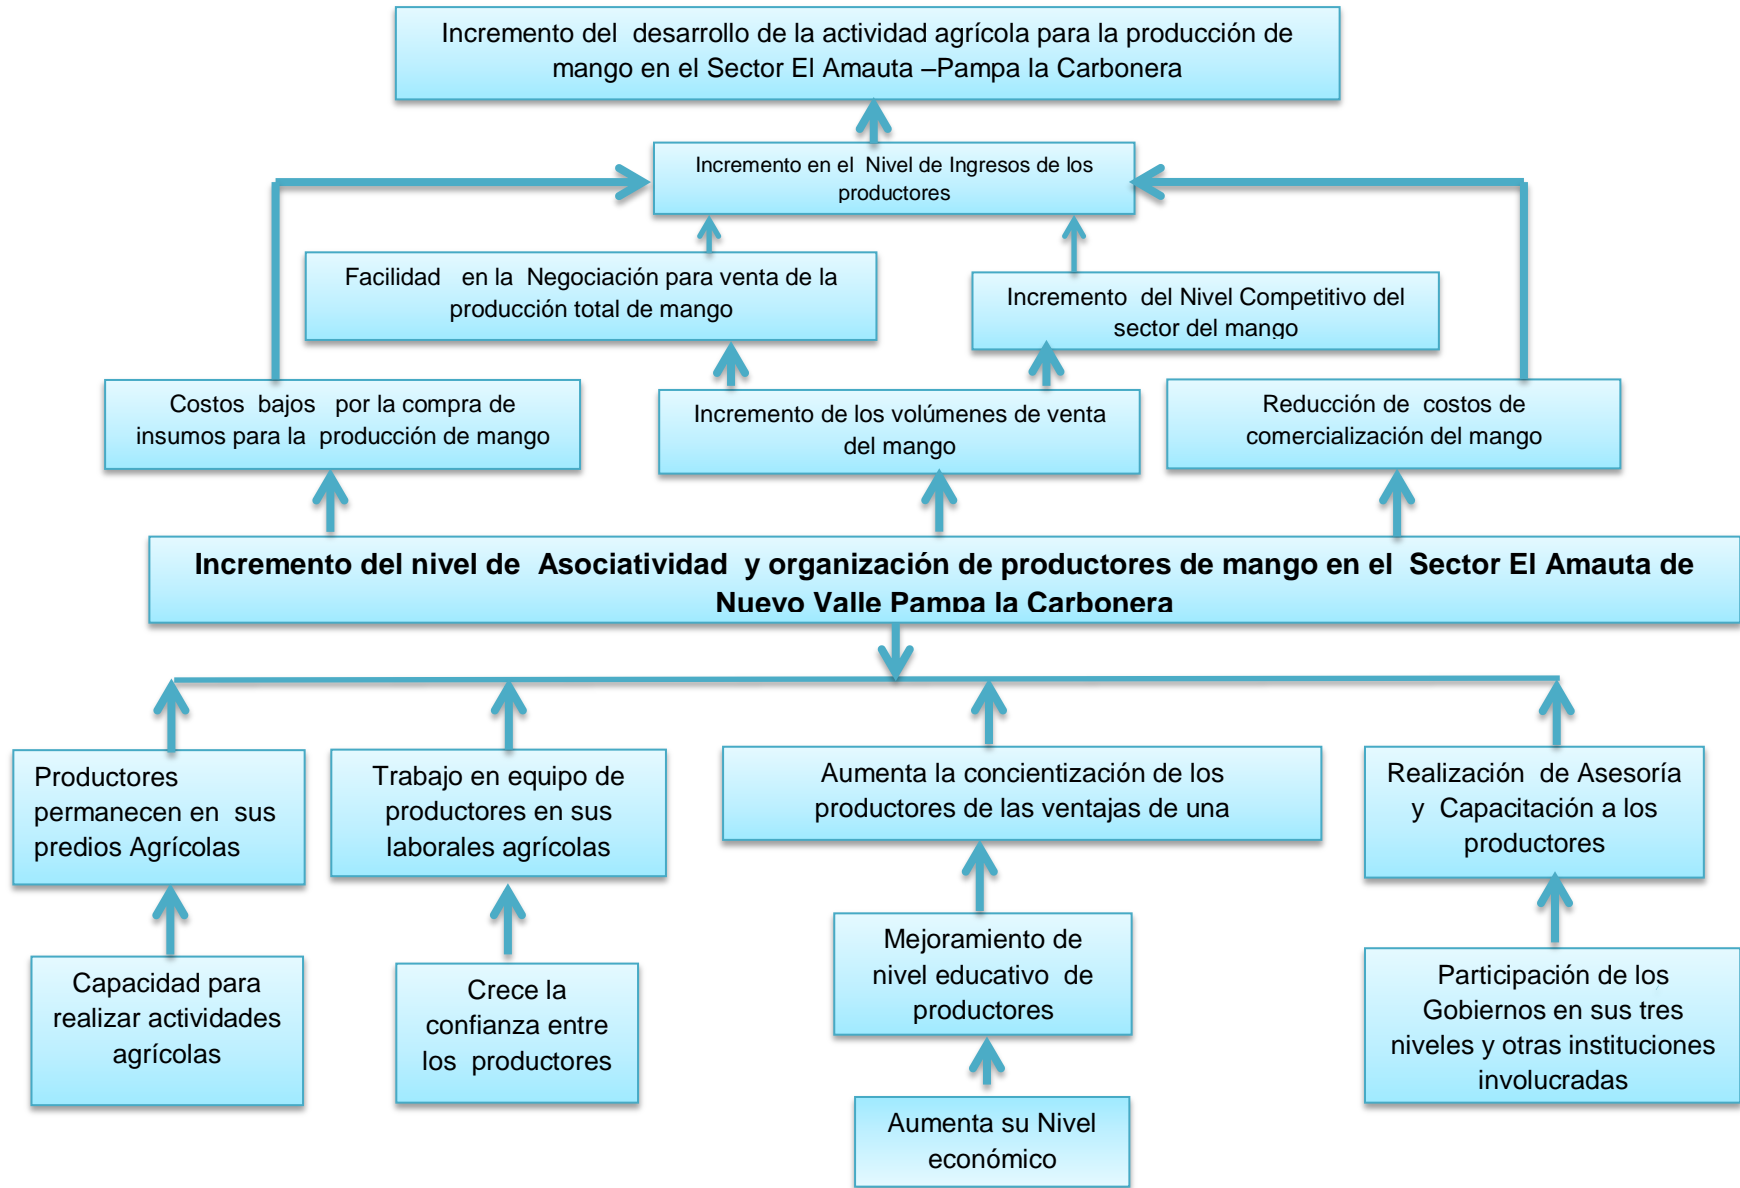 Incremento del desarrollo de la actividad agrícola para la producción de
mango en el Sector El Amauta –Pampa la Carbonera
Incremento en el Nivel de Ingresos de los
productores
Facilidad en la Negociación para venta de la
producción total de mango
Incremento del Nivel Competitivo del
sector del mango
Costos bajos por la compra de
insumos para la producción de mango
Incremento de los volúmenes de venta
del mango
Reducción de costos de
comercialización del mango
Incremento del nivel de Asociatividad y organización de productores de mango en el Sector El Amauta de
Nuevo Valle Pampa la Carbonera
Productores
permanecen en sus
predios Agrícolas
Trabajo en equipo de
productores en sus
laborales agrícolas
Aumenta la concientización de los
productores de las ventajas de una
Realización de Asesoría
y Capacitación a los
productores
Capacidad para
realizar actividades
agrícolas
Crece la
confianza entre
los productores
Mejoramiento de
nivel educativo de
productores
Participación de los
Gobiernos en sus tres
niveles y otras instituciones
involucradas
Aumenta su Nivel
económico